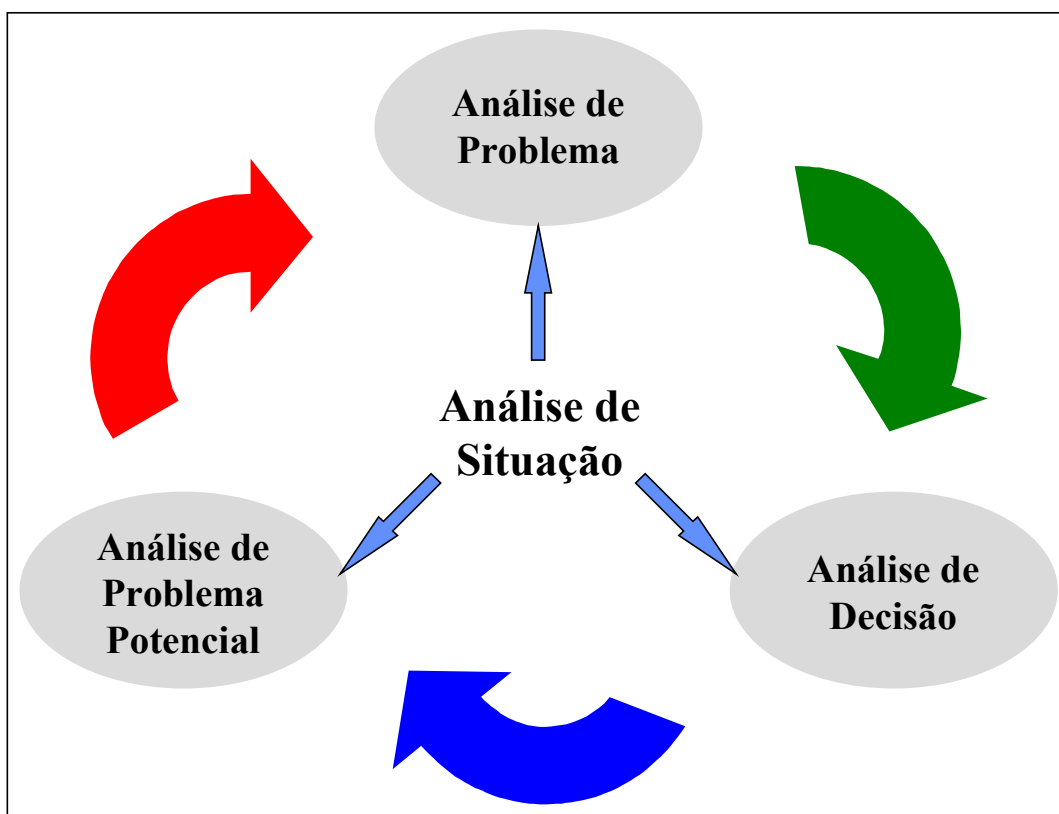 Análise de
Problema
Análise de
Situação
Análise de
Problema
Potencial
Análise de
Decisão